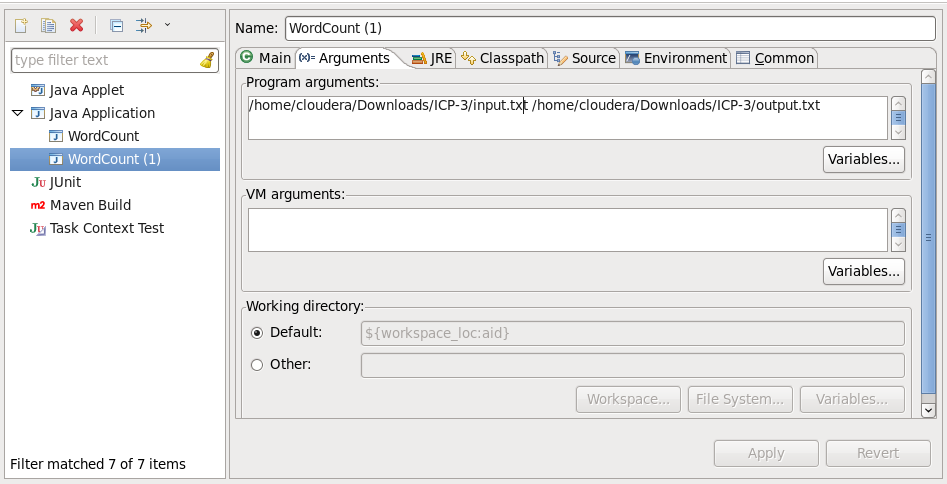 Name: WordCount (1)
type filter text
Java Applet
Java Application
WordCount
WordCount (1)
JU JUnit
m2 Maven Build
JU Task Context Test
Filter matched 7 of 7 items
Main (x)= Arguments JRE Classpath Source Environment Common
Program arguments:
/home/cloudera/Downloads/ICP-3/input.txt /home/cloudera/Downloads/ICP-3/output.txt
Variables...
VM arguments:
Variables...
Working directory:
Default: ${workspace_loc:aid}
Other:
Workspace... File System... Variables...
Apply Revert